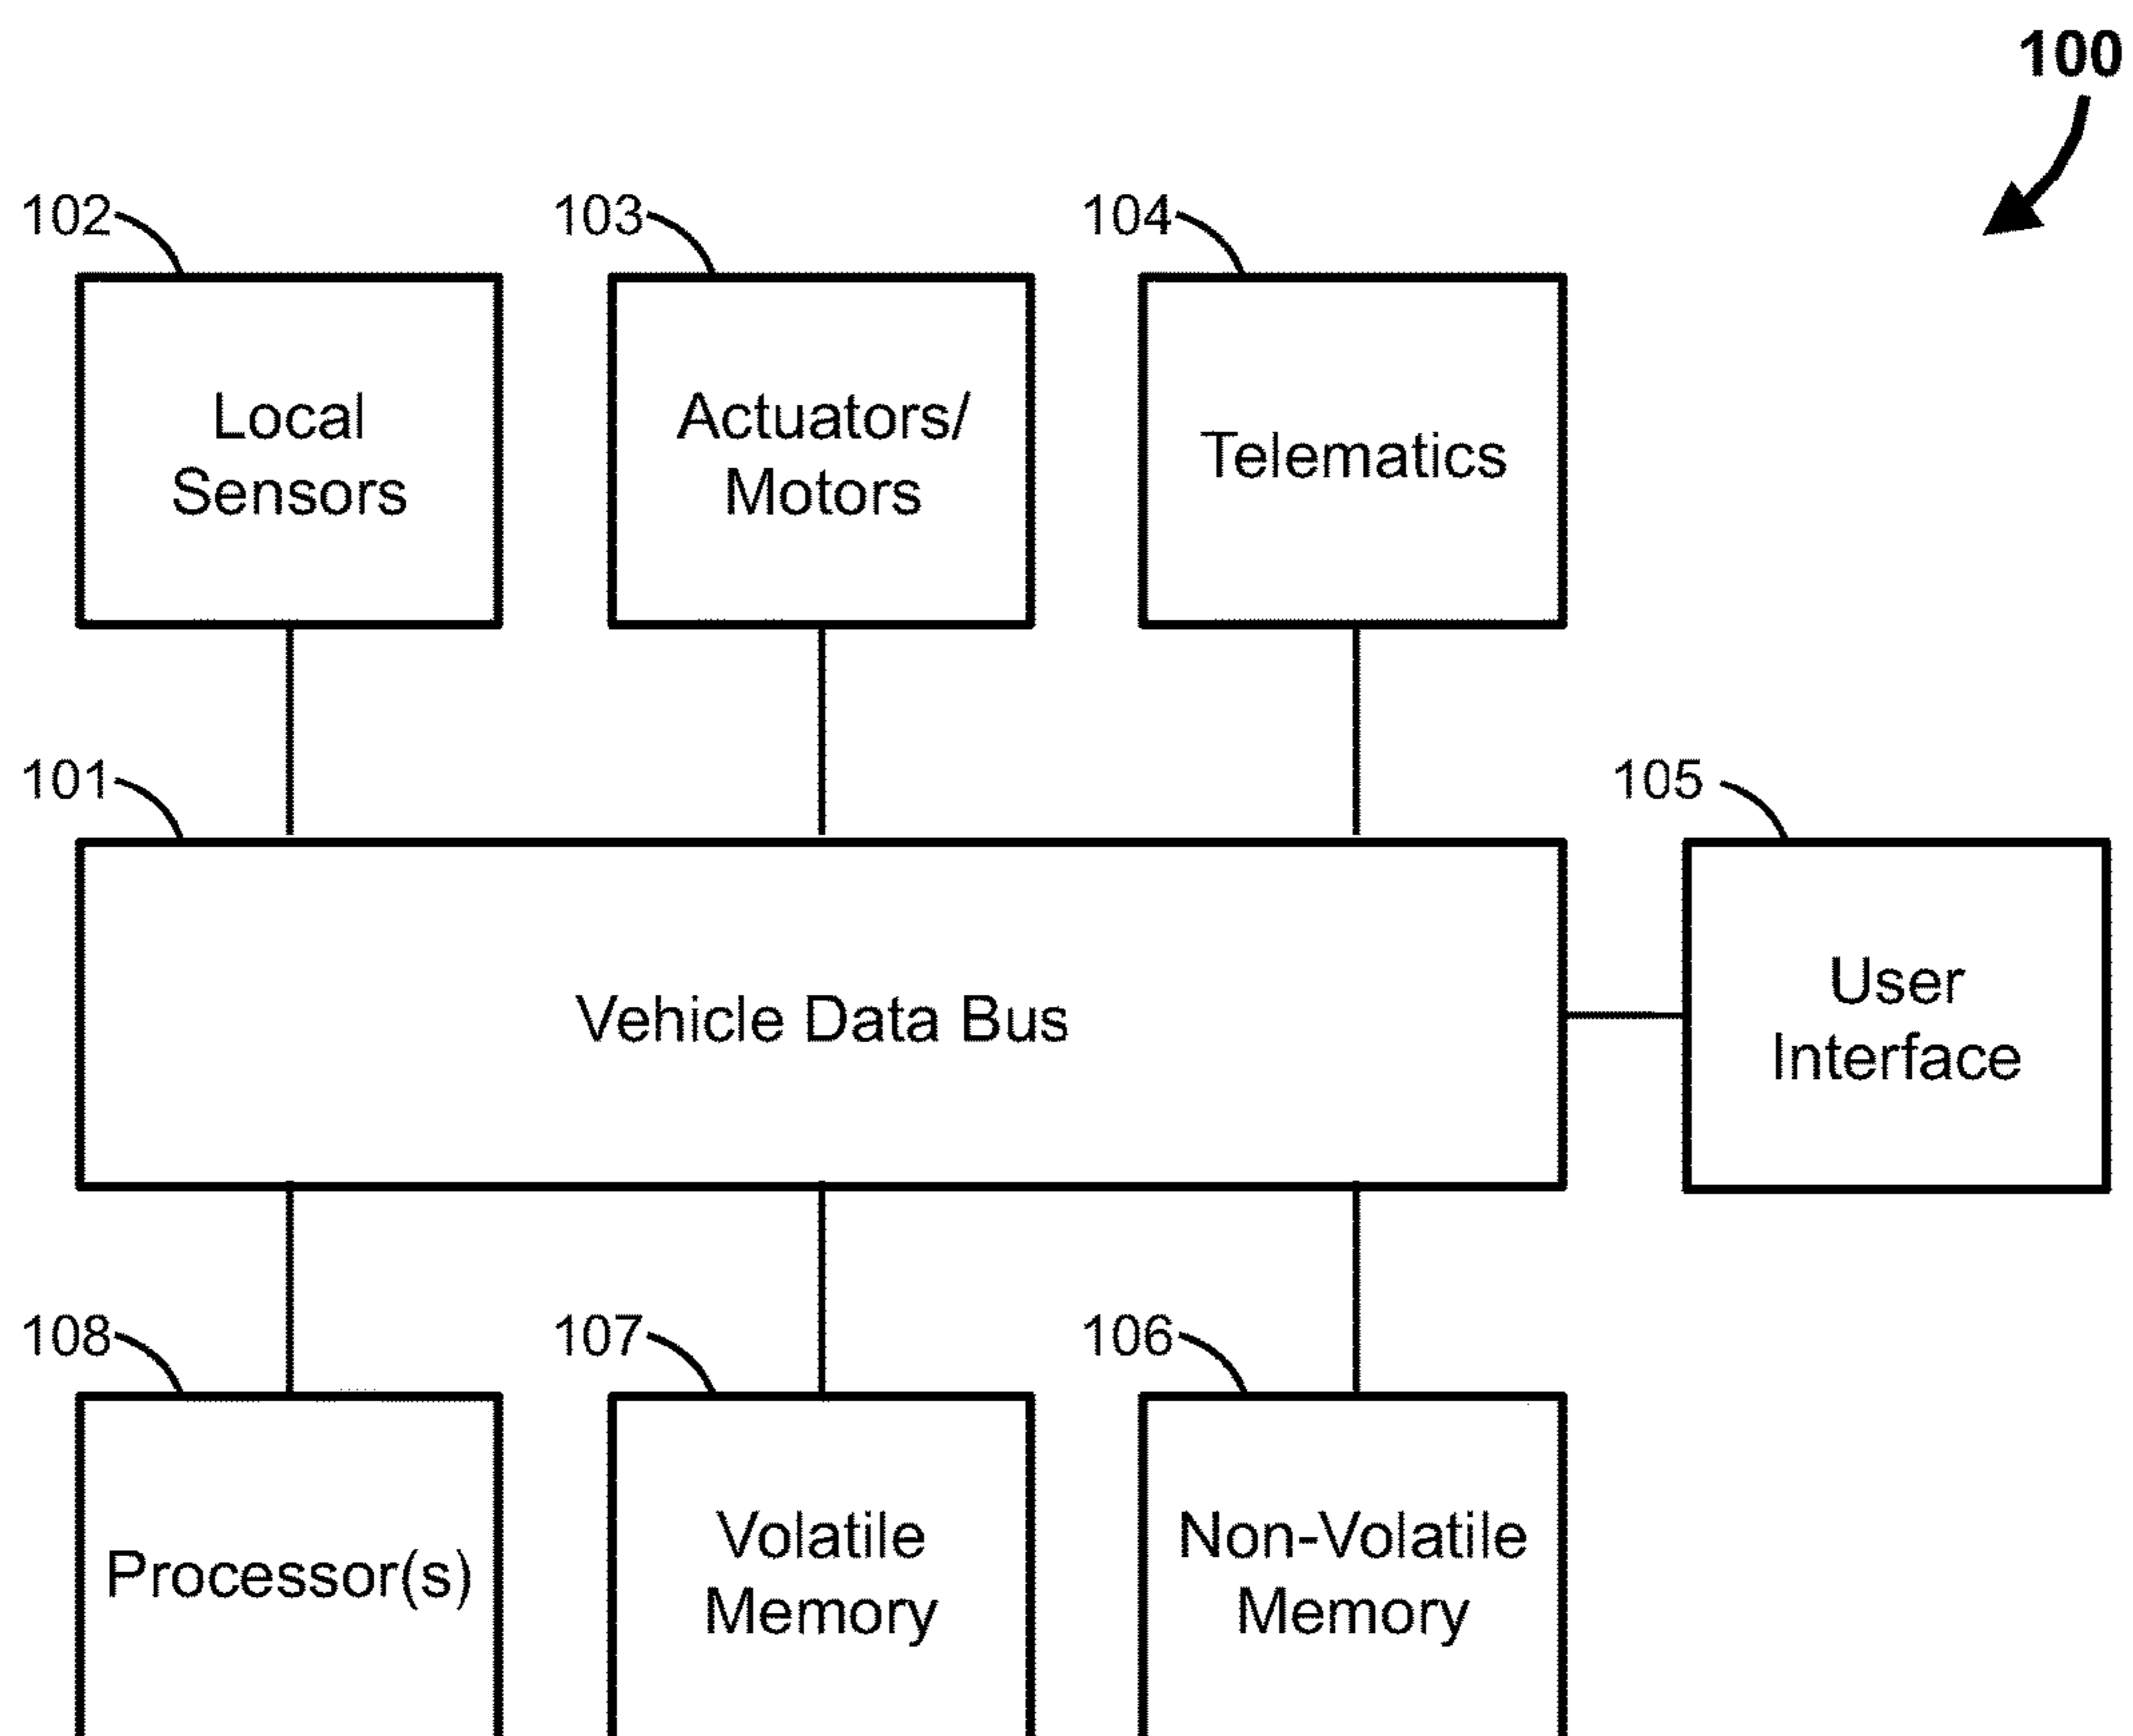 100
102
103
104
Local
Sensors
Actuators/
Motors
Telematics
101
105
Vehicle Data Bus
User
Interface
108
107
106
Processor(s)
Volatile
Memory
Non-Volatile
Memory